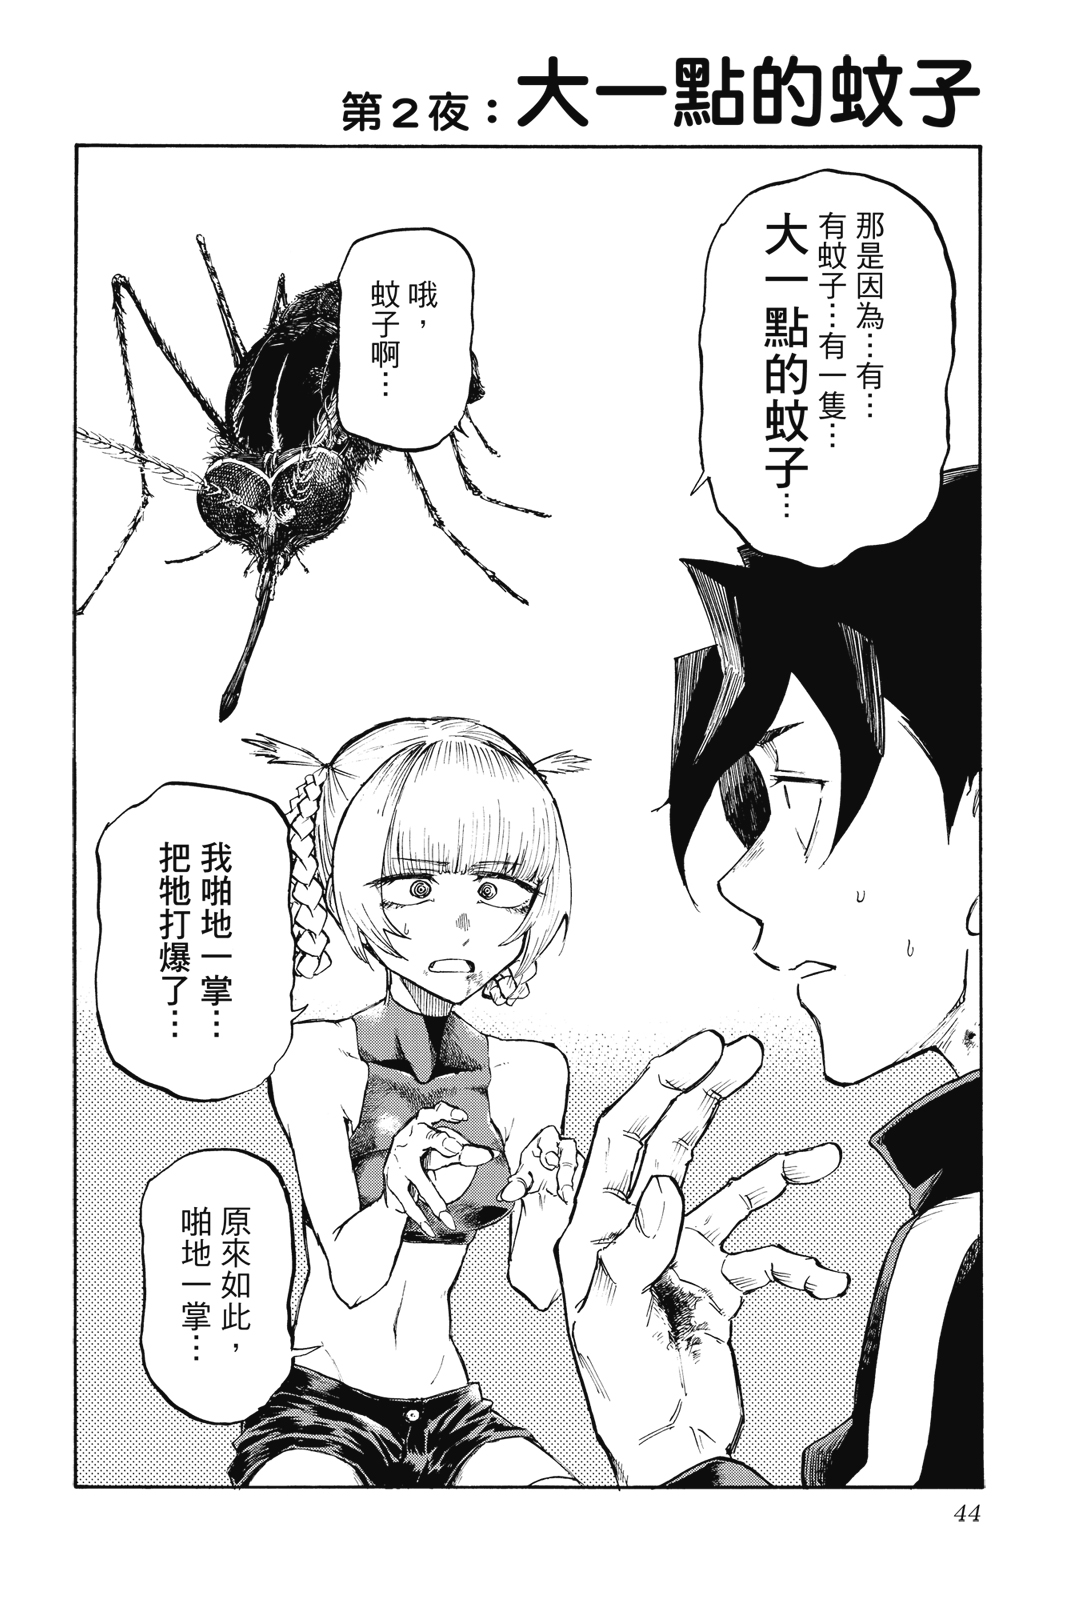 第2夜：大一點的蚊子
那是因為…有…
有蚊子…有一隻…
大一點的蚊子…
哦，
蚊子啊…
我啪地一掌…
把牠打爆了…
原來如此，
啪地一掌…
44